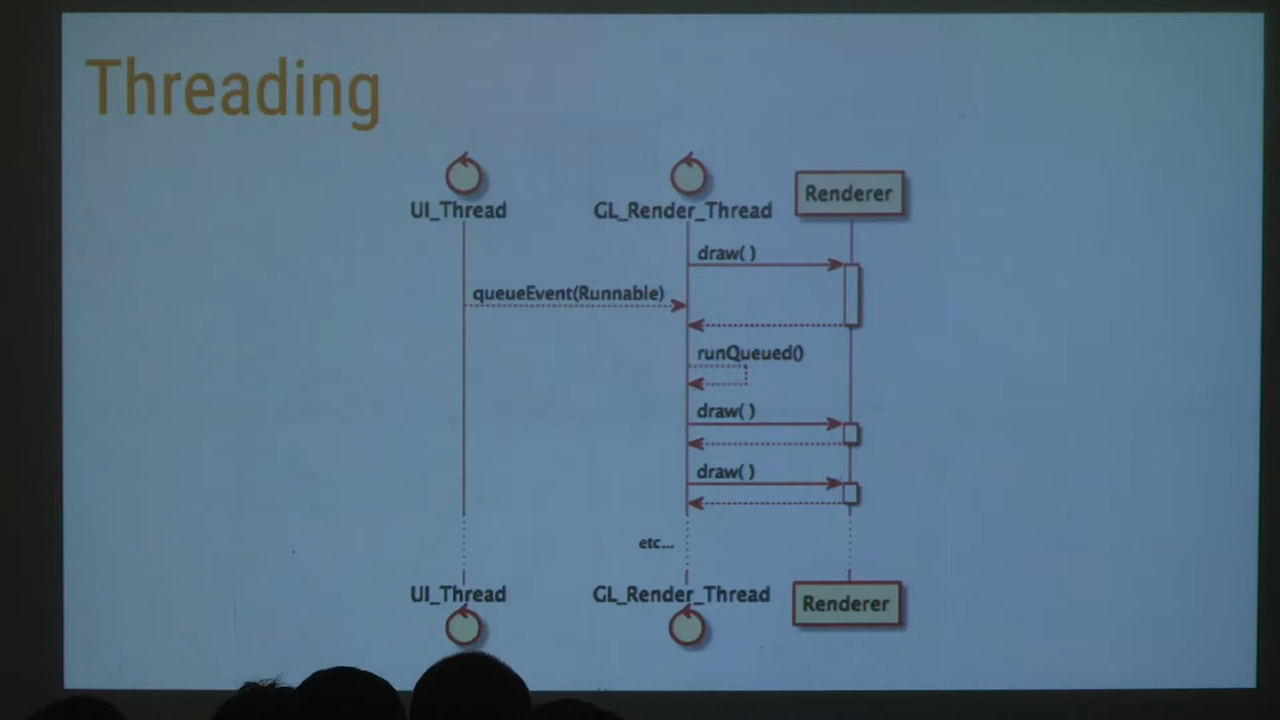 Threading
UI_Thread
GL_Render_Thread
Renderer
draw( )
queueEvent(Runnable)
runQueued()
draw( )
draw( )
etc...
UI_Thread
GL_Render_Thread
Renderer